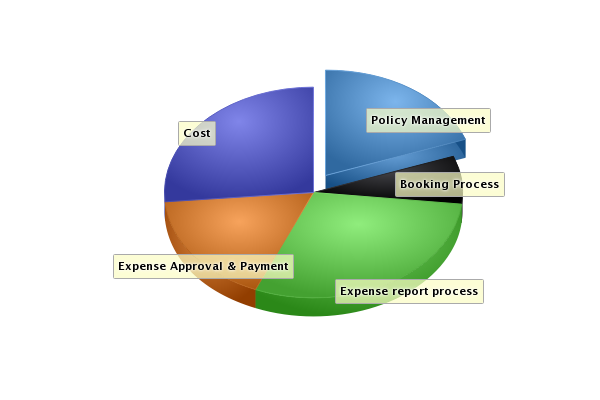 Policy Management
Cost
Booking Process
Expense Approval & Payment
Expense report process